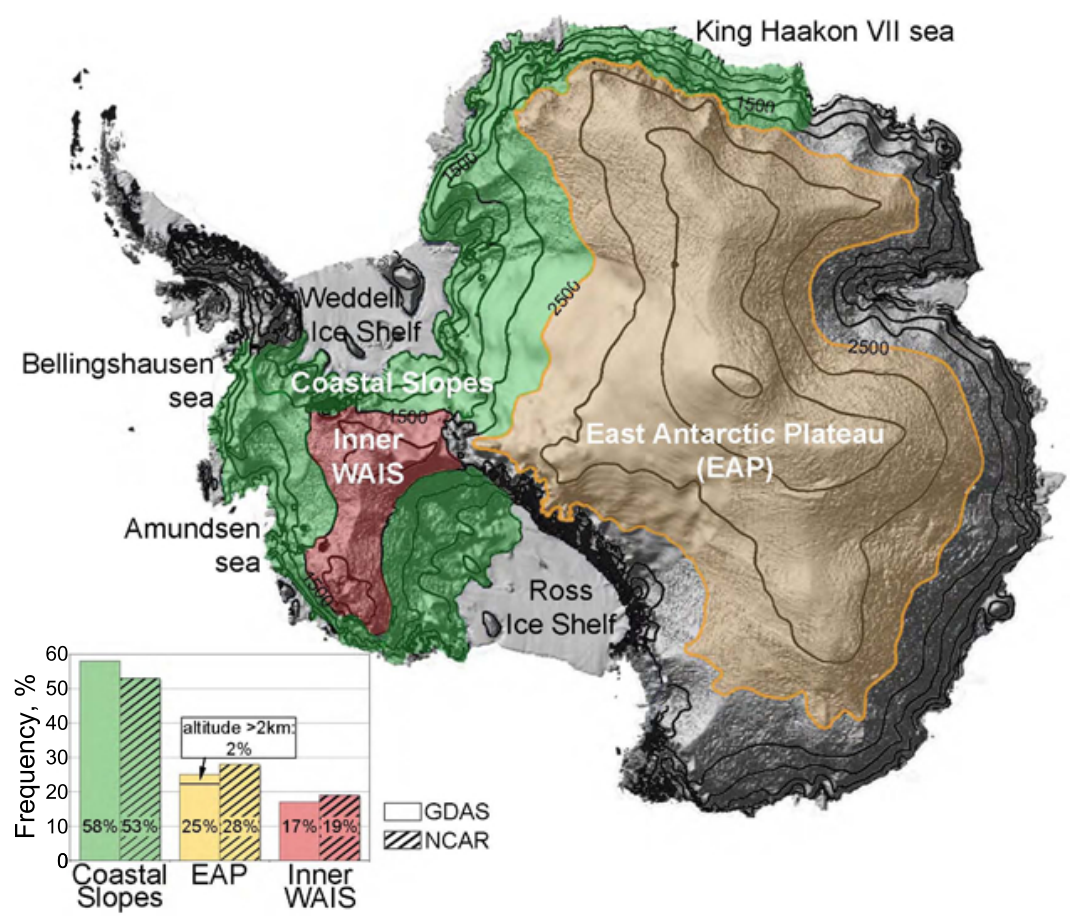 King Haakon VII sea
1500
1500
Weddell
Ice Shelf
2500
2500
Bellingshausen
sea
Coastal Slopes
1500
Inner
WAIS
East Antarctic Plateau
(EAP)
Amundsen
sea
1500
Ross
Ice Shelf
Frequency, %
60
50
40
30
20
10
0
altitude >2km:
2%
58% 53% 25% 28% 17% 19%
Coastal
Slopes
EAP
Inner
WAIS
GDAS
NCAR